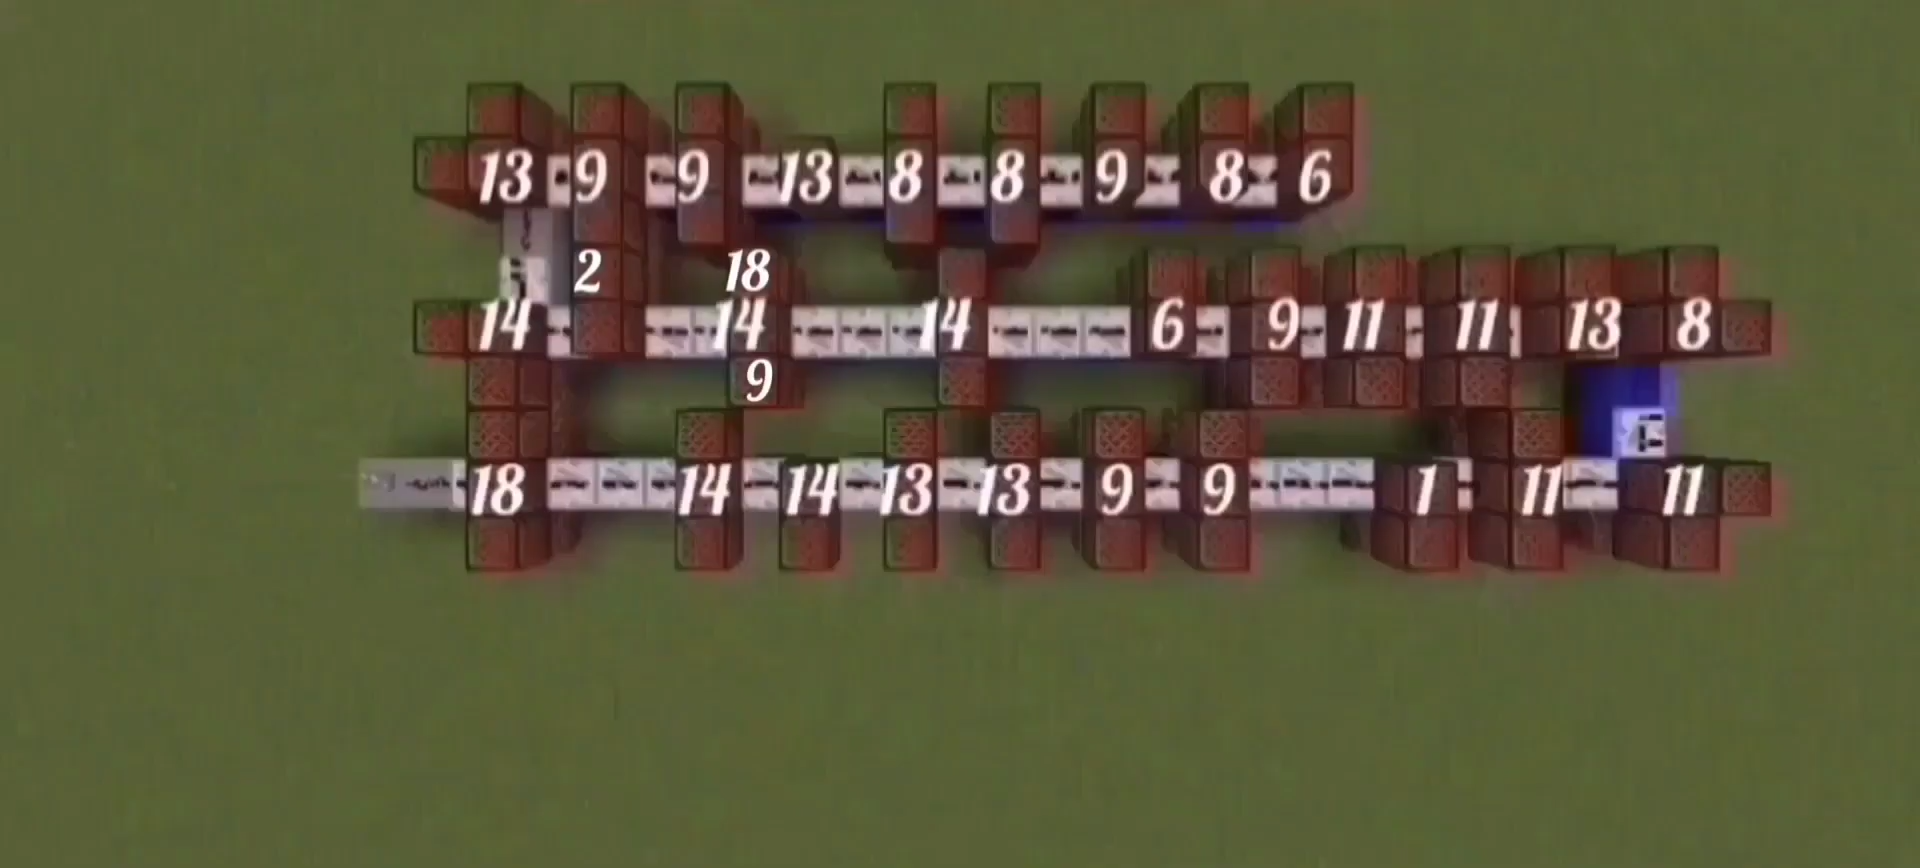 13 9 9 13 8 8 9 8 6
2 18
14 14 14 6 9 11 11 13 8
9
18 14 14 13 13 9 9 1 11 11